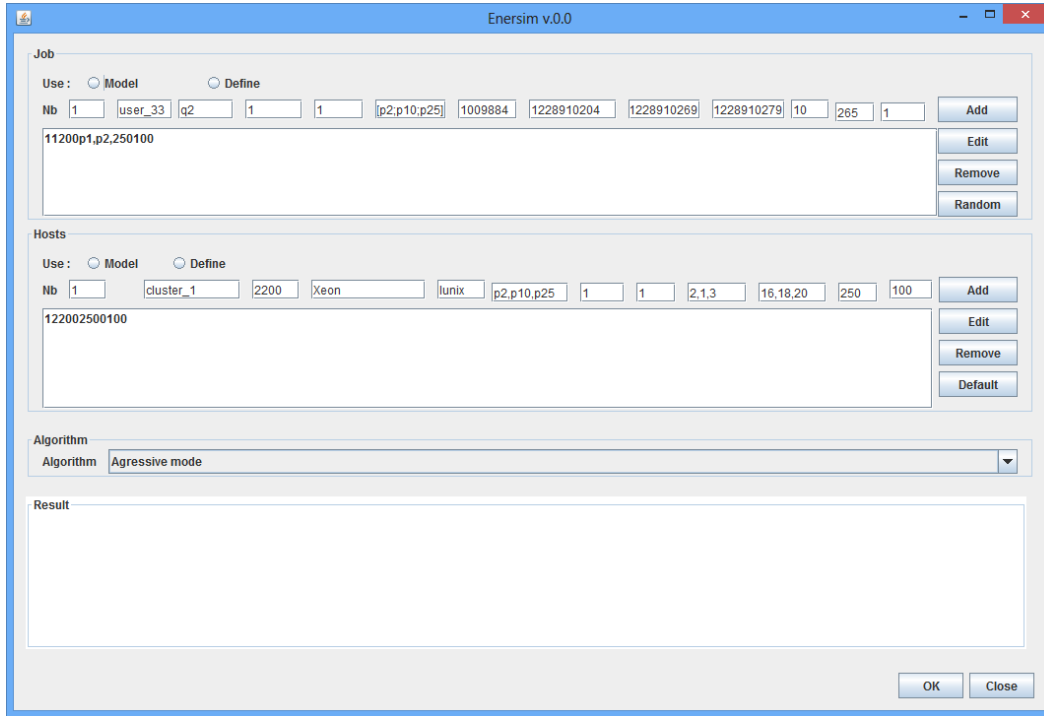 Enersim v.0.0
Job
Use : Model Define
Nb 1 user_33 q2 1 1 [p2;p10;p25] 1009884 1228910204 1228910269 1228910279 10 265 1 Add
11200p1,p2,250100
Edit
Remove
Random
Hosts
Use : Model Define
Nb 1 cluster_1 2200 Xeon lunix p2,p10,p25 1 1 2,1,3 16,18,20 250 100 Add
122002500100
Edit
Remove
Default
Algorithm
Algorithm Agressive mode
Result
OK Close